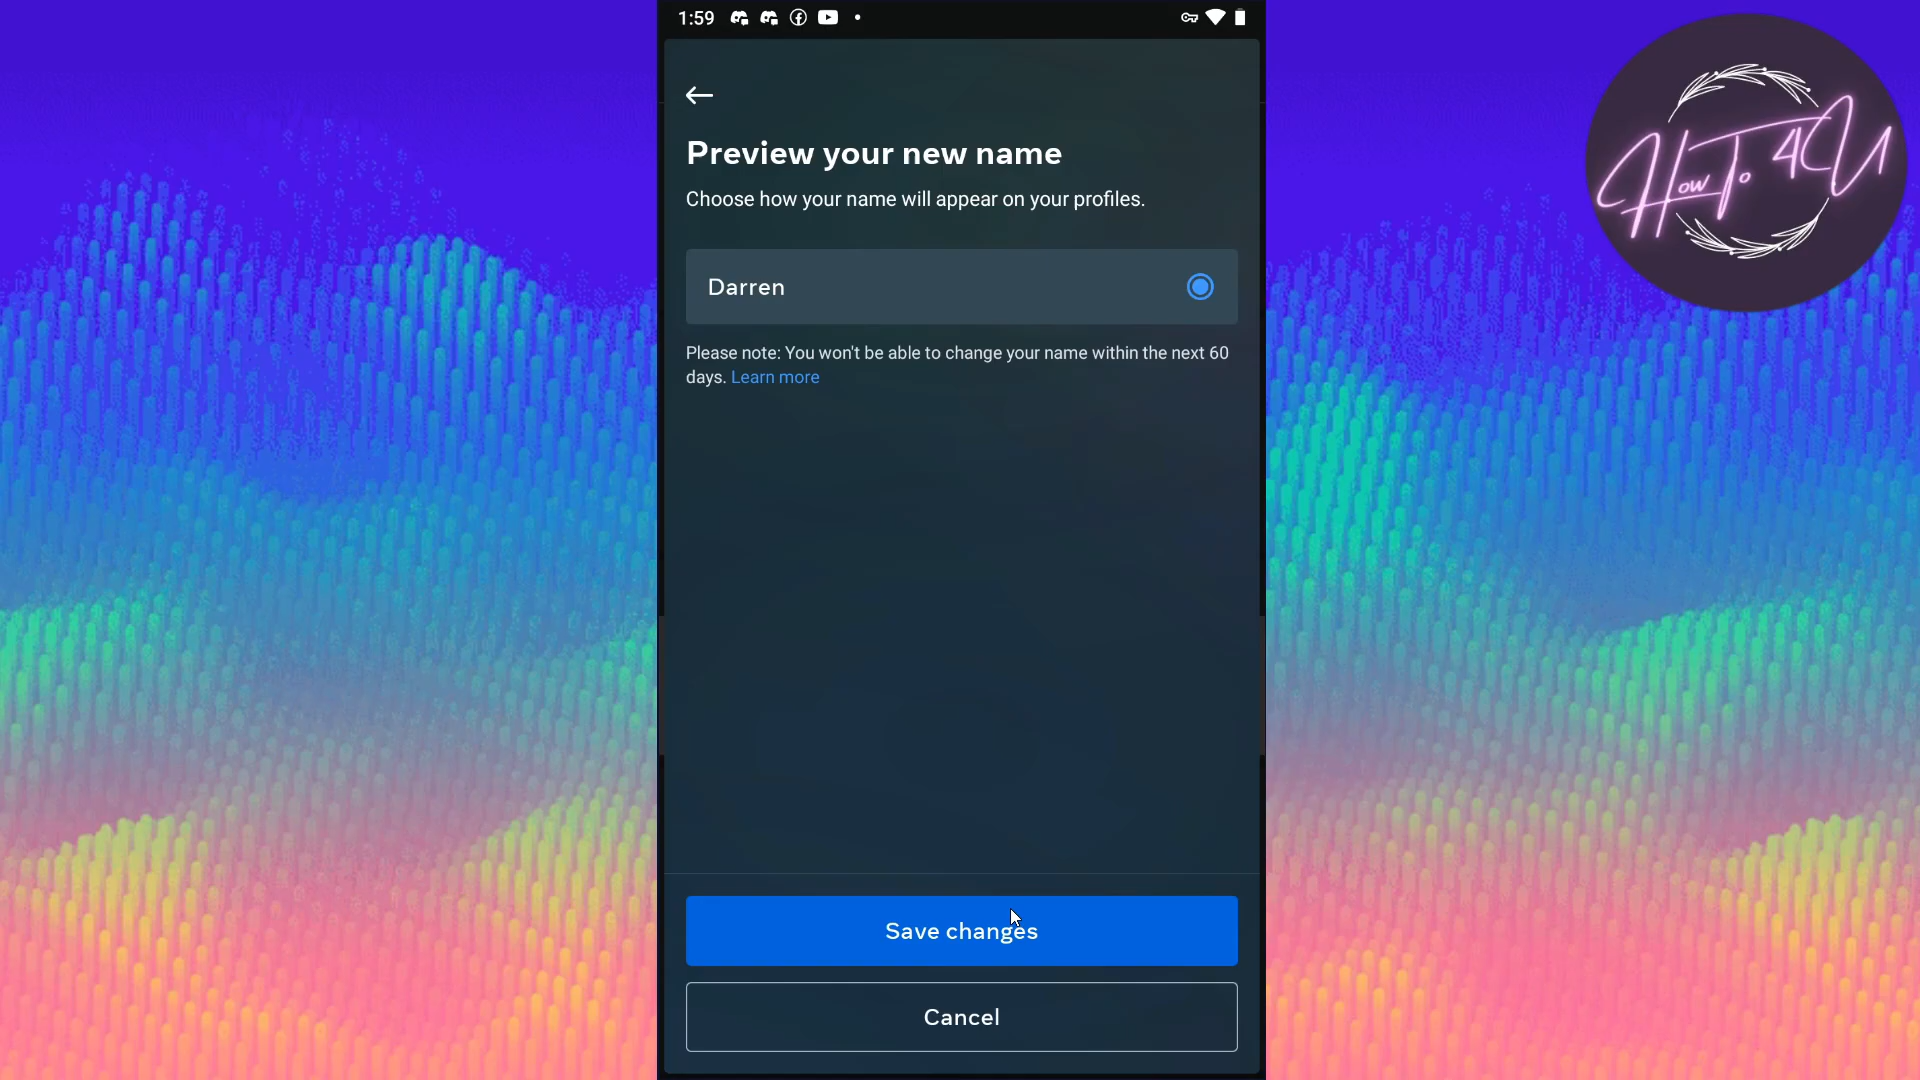 1:59
How To 4U
Preview your new name
Choose how your name will appear on your profiles.
Darren
Please note: You won't be able to change your name within the next 60
days. Learn more
Save changes
Cancel